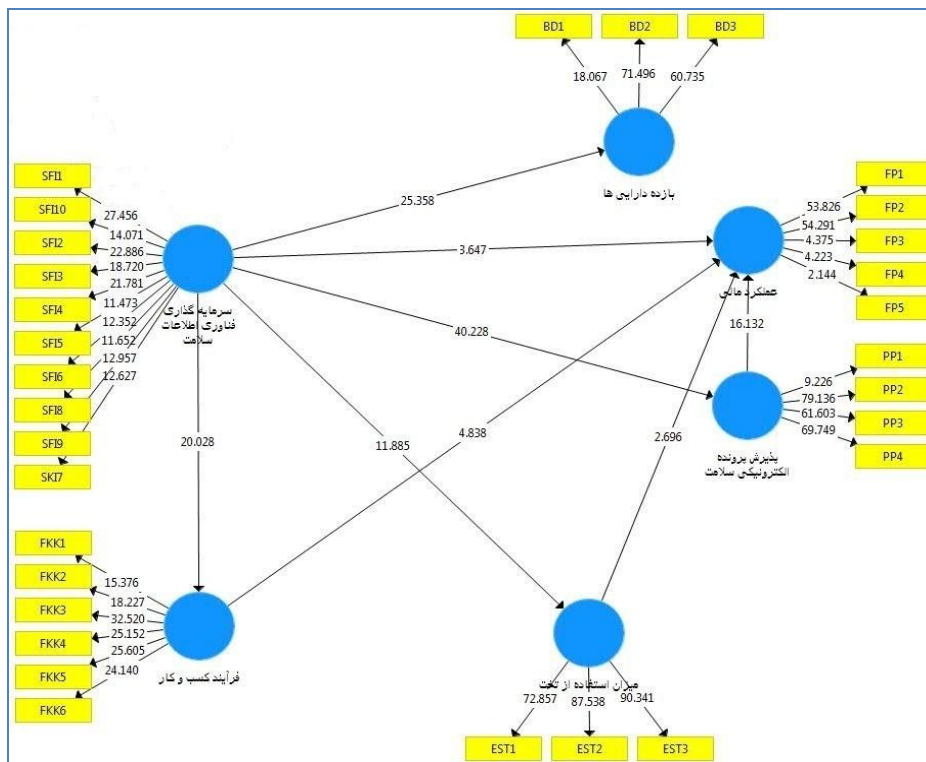 BD1
BD2
BD3
18.067
71.496
60.735
بازده دارایی ها
SFI1
SFI10
SFI2
SFI3
SFI4
SFI5
SFI6
SFI8
SFI9
SKI7
27.456
14.071
22.886
18.720
21.781
11.473
12.352
11.652
12.957
12.627
سرمایه گذاری
فناوری اطلاعات
سلامت
25.358
3.647
40.228
20.028
11.885
4.838
2.696
16.132
FP1
FP2
FP3
FP4
FP5
53.826
54.291
4.375
4.223
2.144
عملکرد مالی
PP1
PP2
PP3
PP4
9.226
79.136
61.603
69.749
پذیرش پرونده
الکترونیکی سلامت
FKK1
FKK2
FKK3
FKK4
FKK5
FKK6
15.376
18.227
32.520
25.152
25.605
24.140
فرآیند کسب و کار
میزان استفاده از تخت
72.857
87.538
90.341
EST1
EST2
EST3